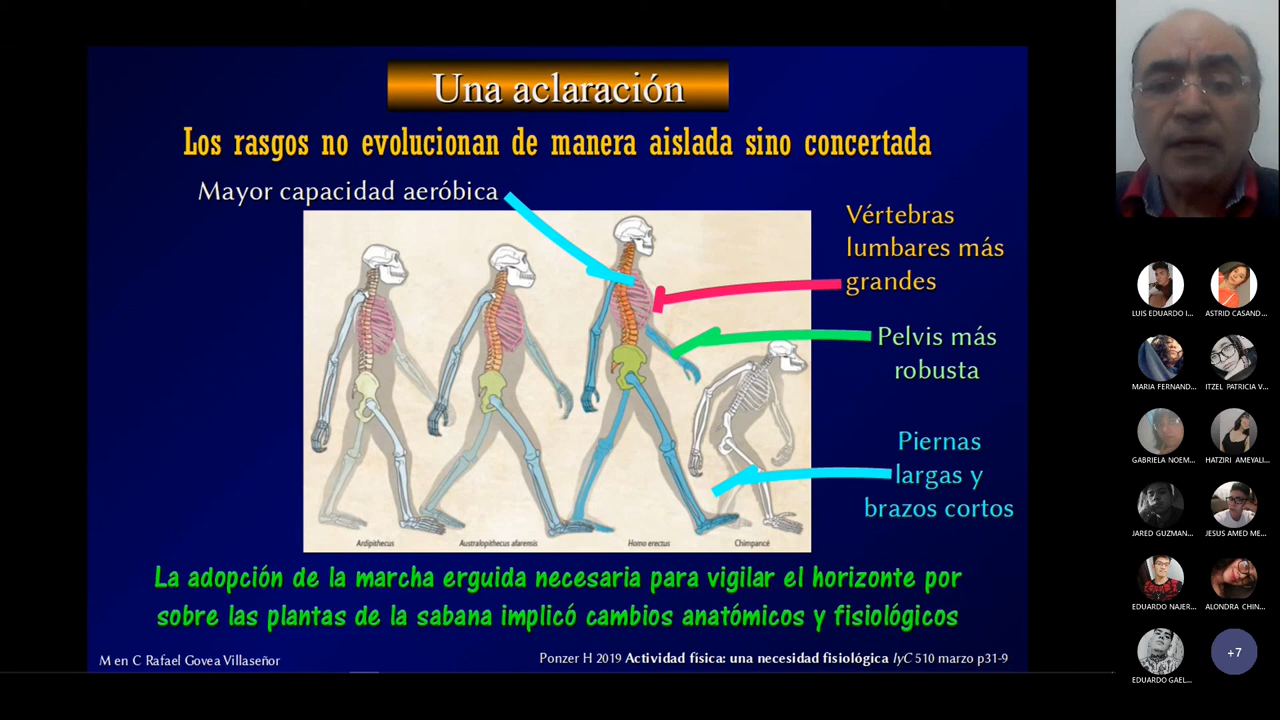 Una aclaración
Los rasgos no evolucionan de manera aislada sino concertada
Mayor capacidad aeróbica
Vértebras
lumbares más
grandes
Pelvis más
robusta
Piernas
largas y
brazos cortos
Ardipithecus
Australopithecus afarensis
Homo erectus
Chimpancé
La adopción de la marcha erguida necesaria para vigilar el horizonte por
sobre las plantas de la sabana implicó cambios anatómicos y fisiológicos
M en C Rafael Govea Villaseñor
Ponzer H 2019 Actividad física: una necesidad fisiológica IyC 510 marzo p31-9
LUIS EDUARDO I...
ASTRID CASAND...
MARIA FERNAND...
ITZEL PATRICIA V...
GABRIELA NOEM...
HATZIRI AMEYALI...
JARED GUZMAN...
JESUS AMED ME...
EDUARDO NAJER...
ALONDRA CHIN...
EDUARDO GAEL...
+7